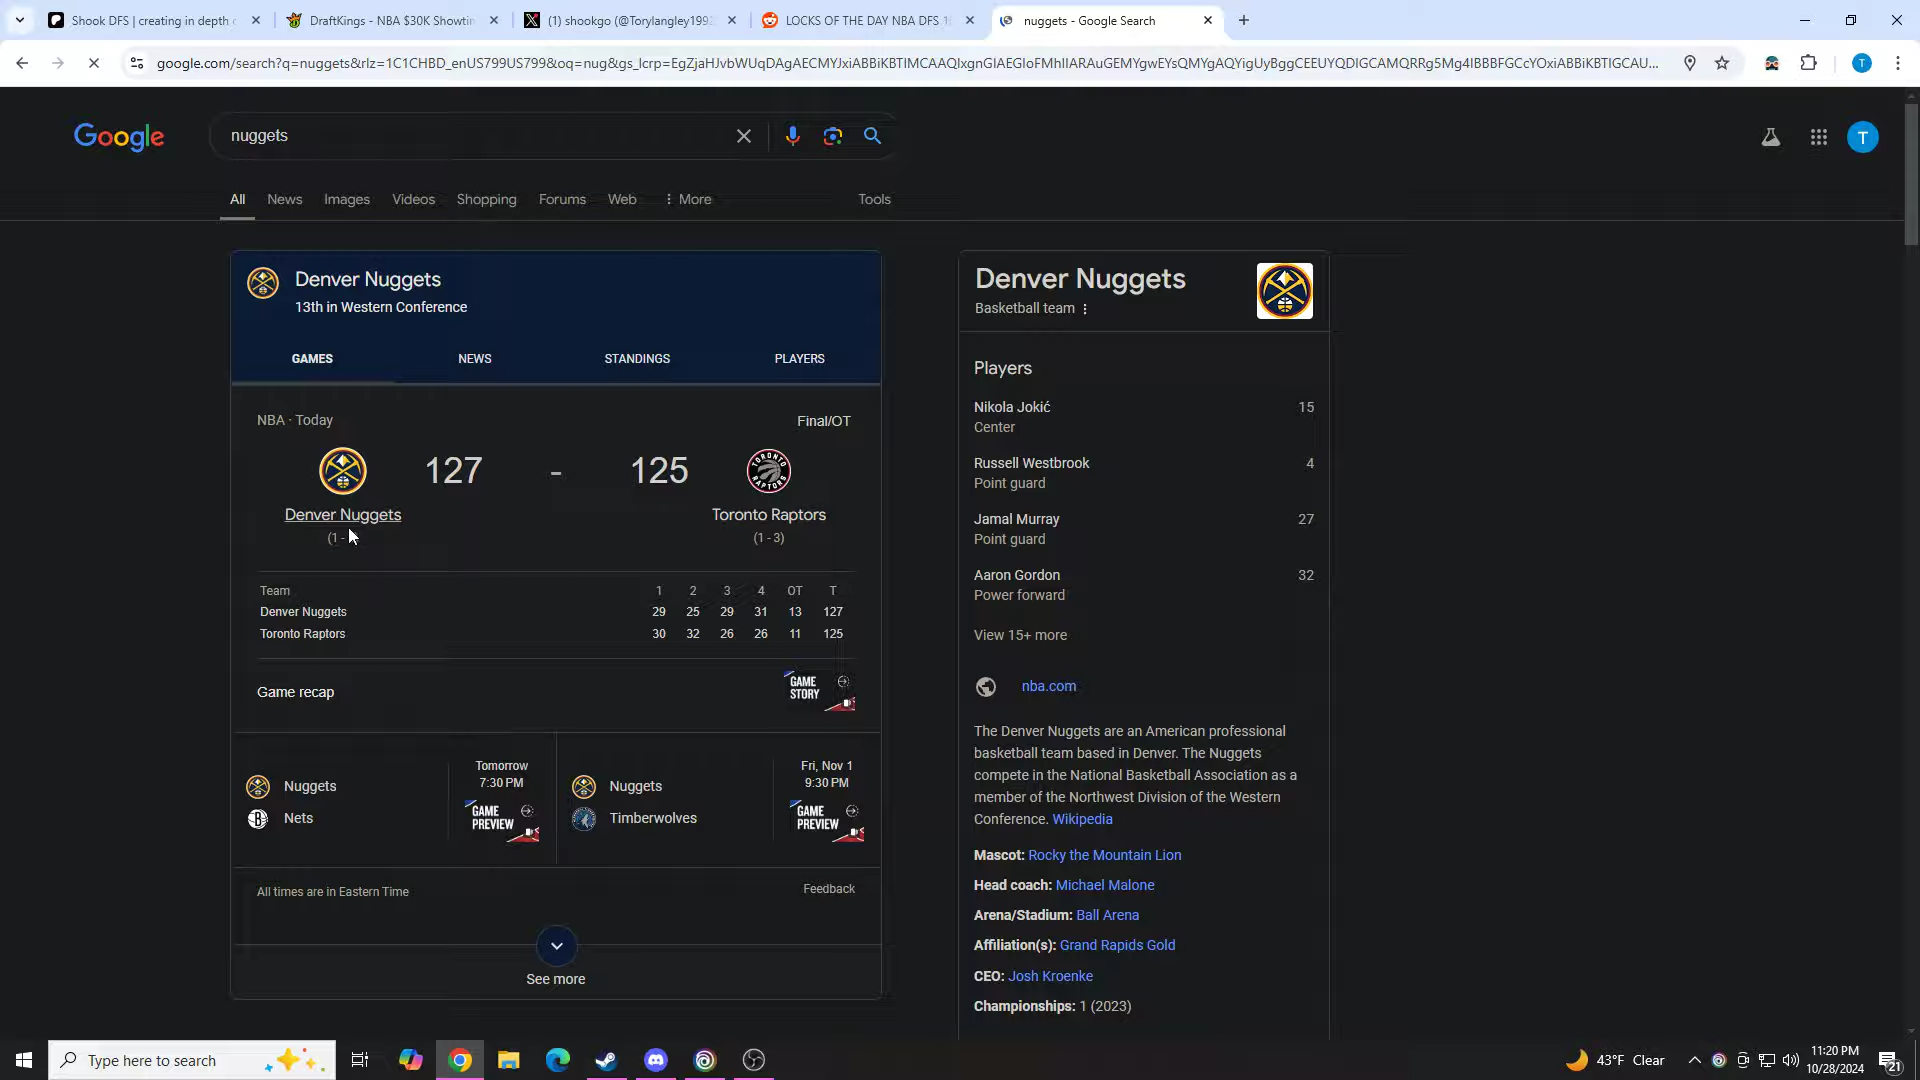 Shook DFS | creating in depth c
DraftKings - NBA $30K Showtim
(1) shookgo (@Torylangley1992
LOCKS OF THE DAY NBA DFS 1
nuggets - Google Search
google.com/search?q=nuggets&rlz=1C1CHBD_enUS799US799&oq=nug&gs_lcrp=
Google
nuggets
T
All
News
Images
Videos
Shopping
Forums
Web
More
Tools
Denver Nuggets
13th in Western Conference
GAMES
NEWS
STANDINGS
PLAYERS
NBA · Today
Final/OT
127 - 125
Denver Nuggets
Toronto Raptors
(1 -
(1 - 3)
Team 1 2 3 4 OT T
Denver Nuggets 29 25 29 31 13 127
Toronto Raptors 30 32 26 26 11 125
Game recap
GAME
STORY
Nuggets
Nets
Tomorrow
7:30 PM
GAME
PREVIEW
Nuggets
Timberwolves
Fri, Nov 1
9:30 PM
GAME
PREVIEW
All times are in Eastern Time
Feedback
See more
Denver Nuggets
Basketball team
Players
Nikola Jokić 15
Center
Russell Westbrook 4
Point guard
Jamal Murray 27
Point guard
Aaron Gordon 32
Power forward
View 15+ more
nba.com
The Denver Nuggets are an American professional
basketball team based in Denver. The Nuggets
compete in the National Basketball Association as a
member of the Northwest Division of the Western
Conference. Wikipedia
Mascot: Rocky the Mountain Lion
Head coach: Michael Malone
Arena/Stadium: Ball Arena
Affiliation(s): Grand Rapids Gold
CEO: Josh Kroenke
Championships: 1 (2023)
Type here to search
43°F Clear
11:20 PM
10/28/2024
21